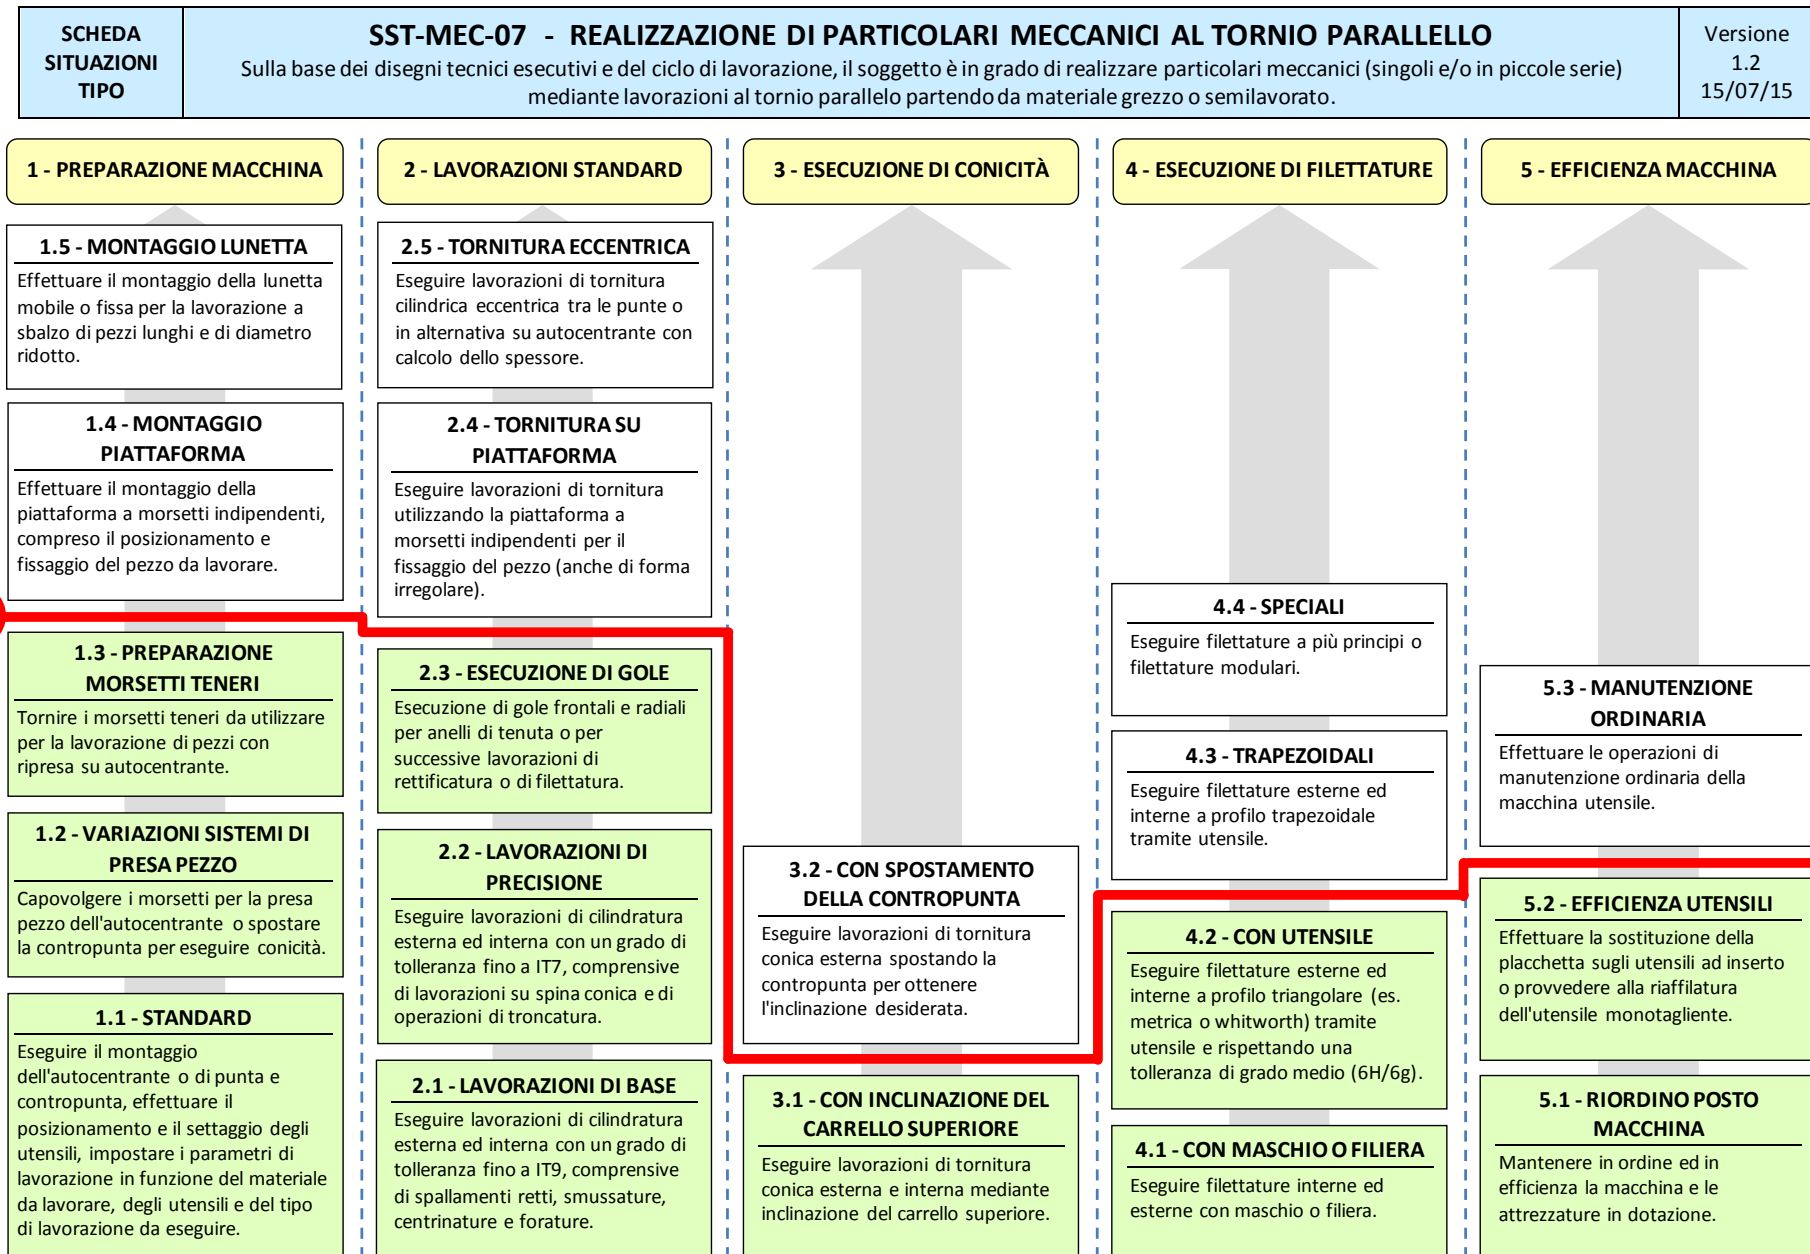 SCHEDA
SITUAZIONI
TIPO
SST-MEC-07 - REALIZZAZIONE DI PARTICOLARI MECCANICI AL TORNIO PARALLELLO
Sulla base dei disegni tecnici esecutivi e del ciclo di lavorazione, il soggetto è in grado di realizzare particolari meccanici (singoli e/o in piccole serie)
mediante lavorazioni al tornio parallelo partendo da materiale grezzo o semilavorato.
Versione
1.2
15/07/15
1 - PREPARAZIONE MACCHINA
1.5 - MONTAGGIO LUNETTA
Effettuare il montaggio della lunetta
mobile o fissa per la lavorazione a
sbalzo di pezzi lunghi e di diametro
ridotto.
1.4 - MONTAGGIO
PIATTAFORMA
Effettuare il montaggio della
piattaforma a morsetti indipendenti,
compreso il posizionamento e
fissaggio del pezzo da lavorare.
1.3 - PREPARAZIONE
MORSETTI TENERI
Tornire i morsetti teneri da utilizzare
per la lavorazione di pezzi con
ripresa su autocentrante.
1.2 - VARIAZIONI SISTEMI DI
PRESA PEZZO
Capovolgere i morsetti per la presa
pezzo dell'autocentrante o spostare
la contropunta per eseguire conicità.
1.1 - STANDARD
Eseguire il montaggio
dell'autocentrante o di punta e
contropunta, effettuare il
posizionamento e il settaggio degli
utensili, impostare i parametri di
lavorazione in funzione del materiale
da lavorare, degli utensili e del tipo
di lavorazione da eseguire.
2 - LAVORAZIONI STANDARD
2.5 - TORNITURA ECCENTRICA
Eseguire lavorazioni di tornitura
cilindrica eccentrica tra le punte o
in alternativa su autocentrante con
calcolo dello spessore.
2.4 - TORNITURA SU
PIATTAFORMA
Eseguire lavorazioni di tornitura
utilizzando la piattaforma a
morsetti indipendenti per il
fissaggio del pezzo (anche di forma
irregolare).
2.3 - ESECUZIONE DI GOLE
Esecuzione di gole frontali e radiali
per anelli di tenuta o per
successive lavorazioni di
rettificatura o di filettatura.
2.2 - LAVORAZIONI DI
PRECISIONE
Eseguire lavorazioni di cilindratura
esterna ed interna con un grado di
tolleranza fino a IT7, comprensive
di lavorazioni su spina conica e di
operazioni di troncatura.
2.1 - LAVORAZIONI DI BASE
Eseguire lavorazioni di cilindratura
esterna ed interna con un grado di
tolleranza fino a IT9, comprensive
di spallamenti retti, smussature,
centrinature e forature.
3 - ESECUZIONE DI CONICITÀ
3.2 - CON SPOSTAMENTO
DELLA CONTROPUNTA
Eseguire lavorazioni di tornitura
conica esterna spostando la
contropunta per ottenere
l'inclinazione desiderata.
3.1 - CON INCLINAZIONE DEL
CARRELLO SUPERIORE
Eseguire lavorazioni di tornitura
conica esterna e interna mediante
inclinazione del carrello superiore.
4 - ESECUZIONE DI FILETTATURE
4.4 - SPECIALI
Eseguire filettature a più principi o
filettature modulari.
4.3 - TRAPEZOIDALI
Eseguire filettature esterne ed
interne a profilo trapezoidale
tramite utensile.
4.2 - CON UTENSILE
Eseguire filettature esterne ed
interne a profilo triangolare (es.
metrica o whitworth) tramite
utensile e rispettando una
tolleranza di grado medio (6H/6g).
4.1 - CON MASCHIO O FILIERA
Eseguire filettature interne ed
esterne con maschio o filiera.
5 - EFFICIENZA MACCHINA
5.3 - MANUTENZIONE
ORDINARIA
Effettuare le operazioni di
manutenzione ordinaria della
macchina utensile.
5.2 - EFFICIENZA UTENSILI
Effettuare la sostituzione della
placchetta sugli utensili ad inserto
o provvedere alla riaffilatura
dell'utensile monotagliente.
5.1 - RIORDINO POSTO
MACCHINA
Mantenere in ordine ed in
efficienza la macchina e le
attrezzature in dotazione.